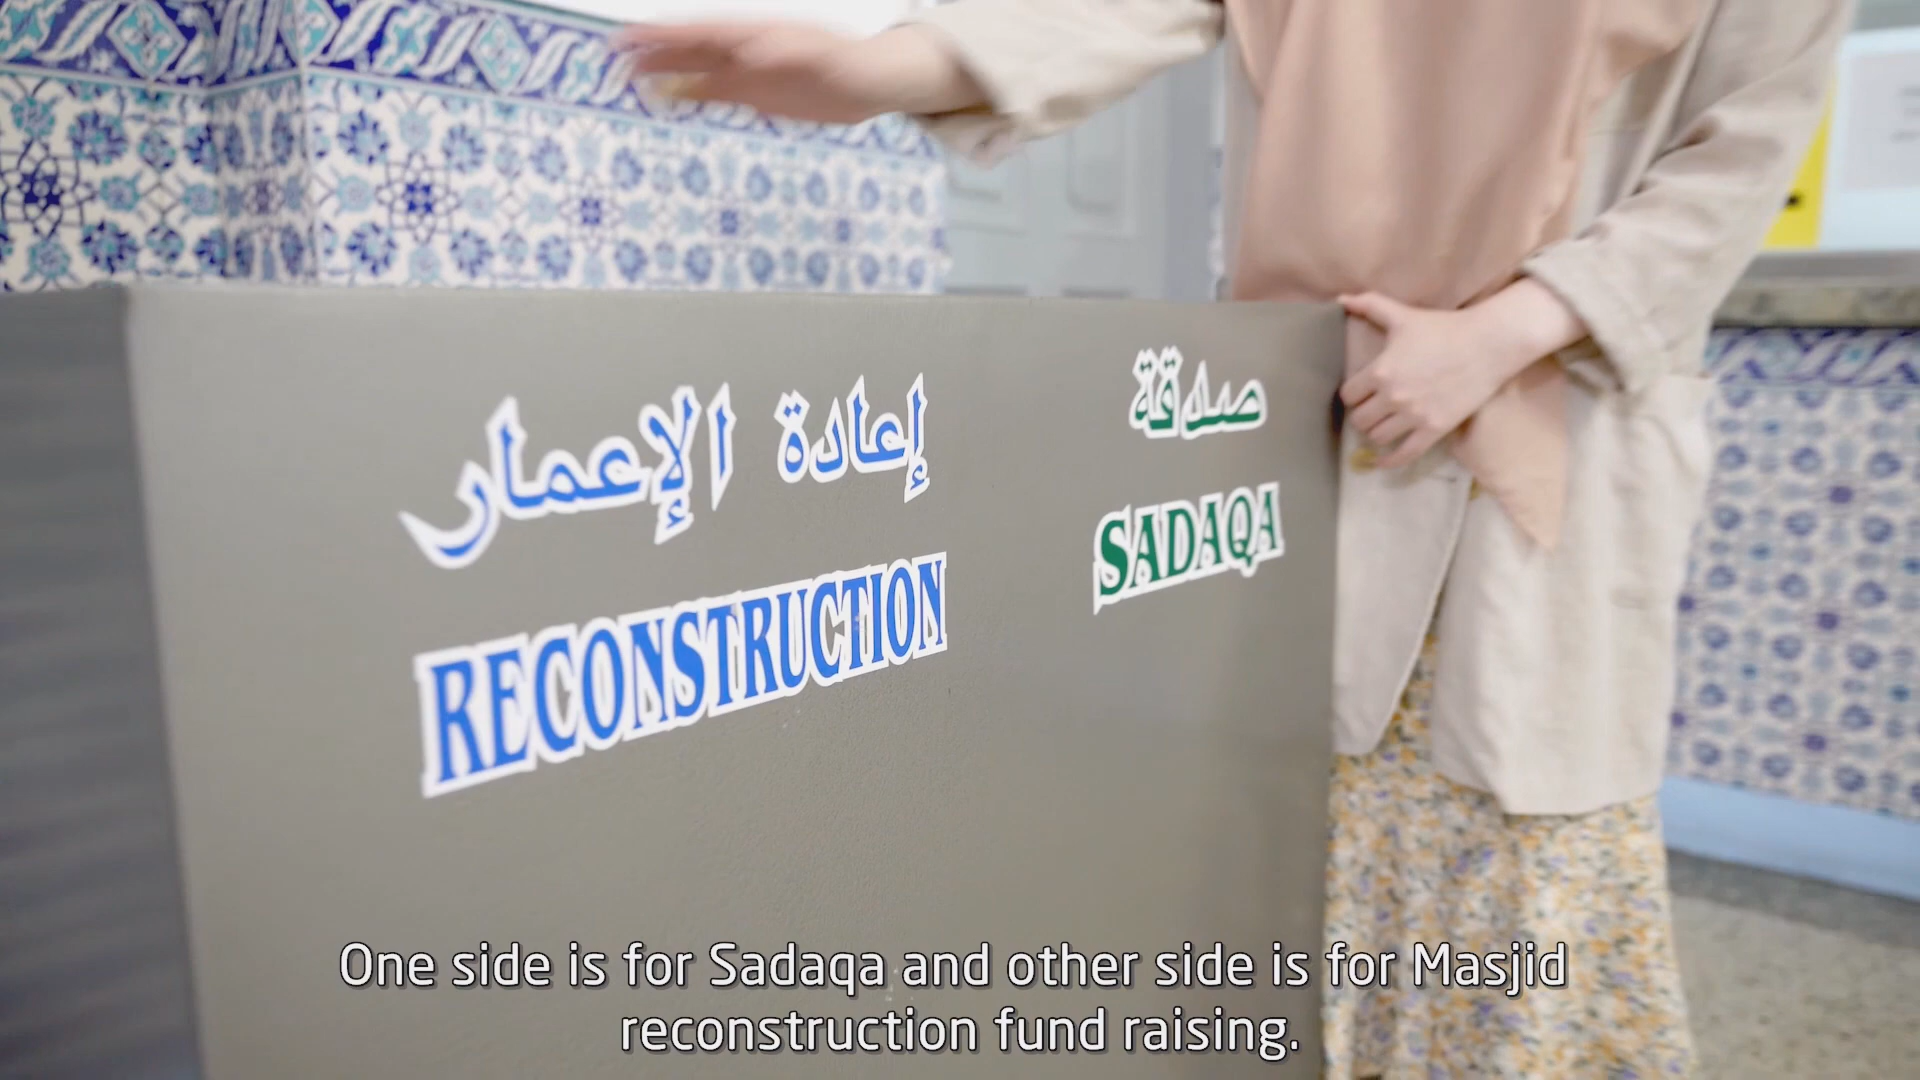 إعادة الإعمار
RECONSTRUCTION
صدقة
SADAQA
One side is for Sadaqa and other side is for Masjid
reconstruction fund raising.